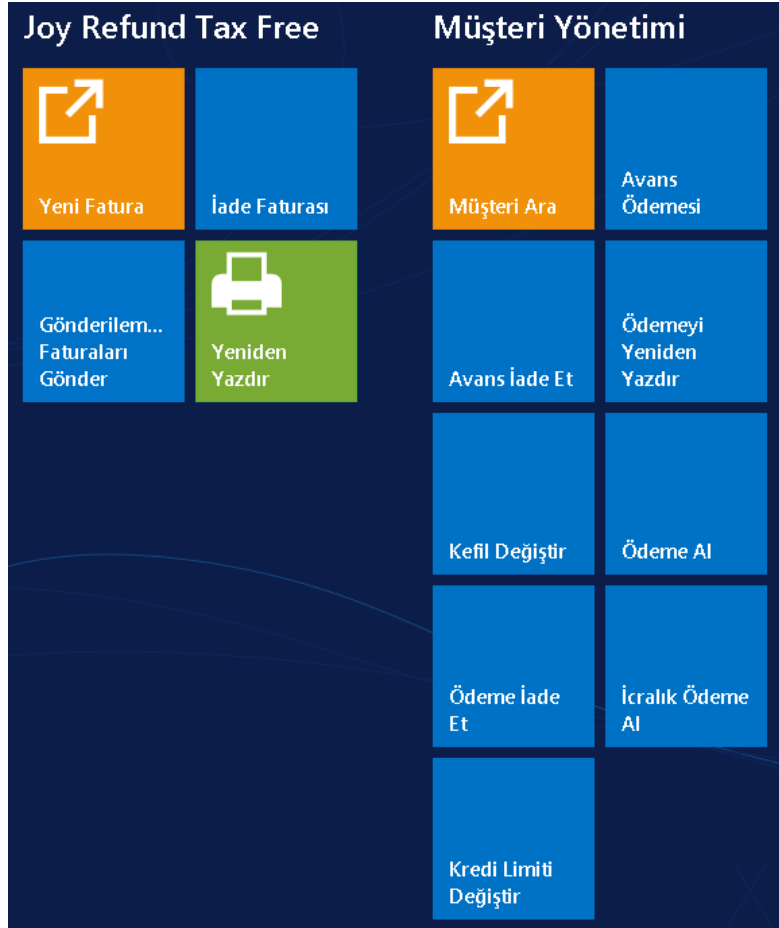 Joy Refund Tax Free
Yeni Fatura
İade Faturası
Gönderilem...
Faturaları
Gönder
Yeniden
Yazdır
Müşteri Yönetimi
Müşteri Ara
Avans
Ödemesi
Avans İade Et
Ödemeyi
Yeniden
Yazdır
Kefil Değiştir
Ödeme Al
Ödeme İade
Et
İcralık Ödeme
Al
Kredi Limiti
Değiştir